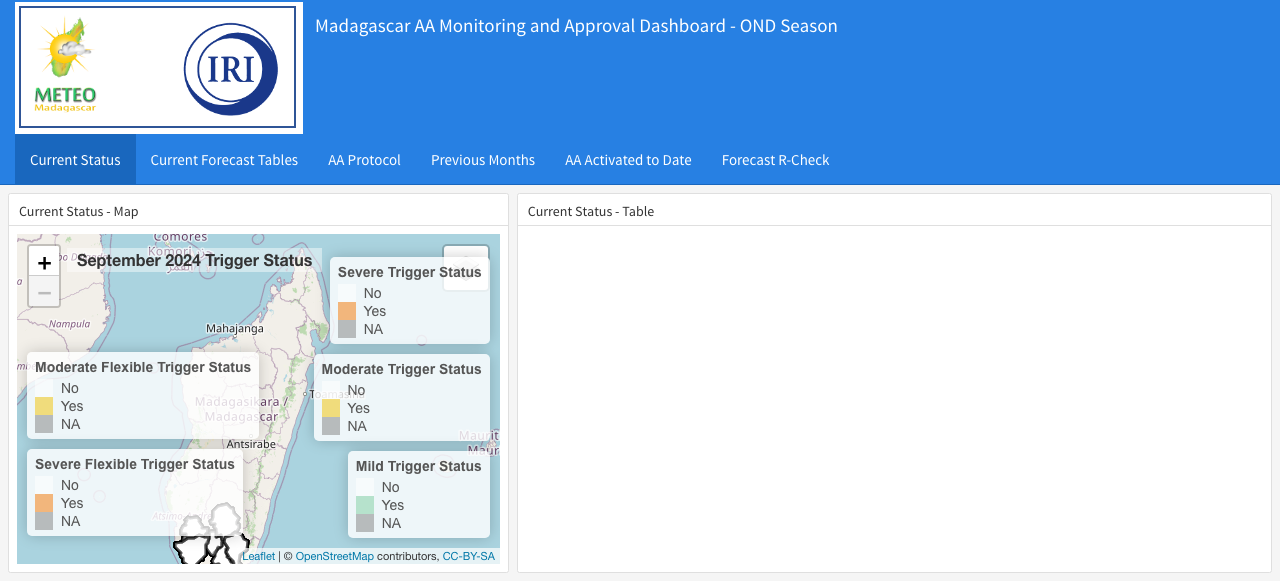 METEO
Madagascar
IRI
Madagascar AA Monitoring and Approval Dashboard - OND Season
Current Status
Current Forecast Tables
AA Protocol
Previous Months
AA Activated to Date
Forecast R-Check
Current Status - Map
Current Status - Table
+
−
September 2024 Trigger Status
Comores
Komori
Nampula
Mahajanga
Severe Trigger Status
No
Yes
NA
Moderate Flexible Trigger Status
No
Yes
NA
Moderate Trigger Status
No
Yes
NA
Madagasikara /
Madagascar
Antsirabe
Severe Flexible Trigger Status
No
Yes
NA
Mild Trigger Status
No
Yes
NA
Leaflet | © OpenStreetMap contributors, CC-BY-SA